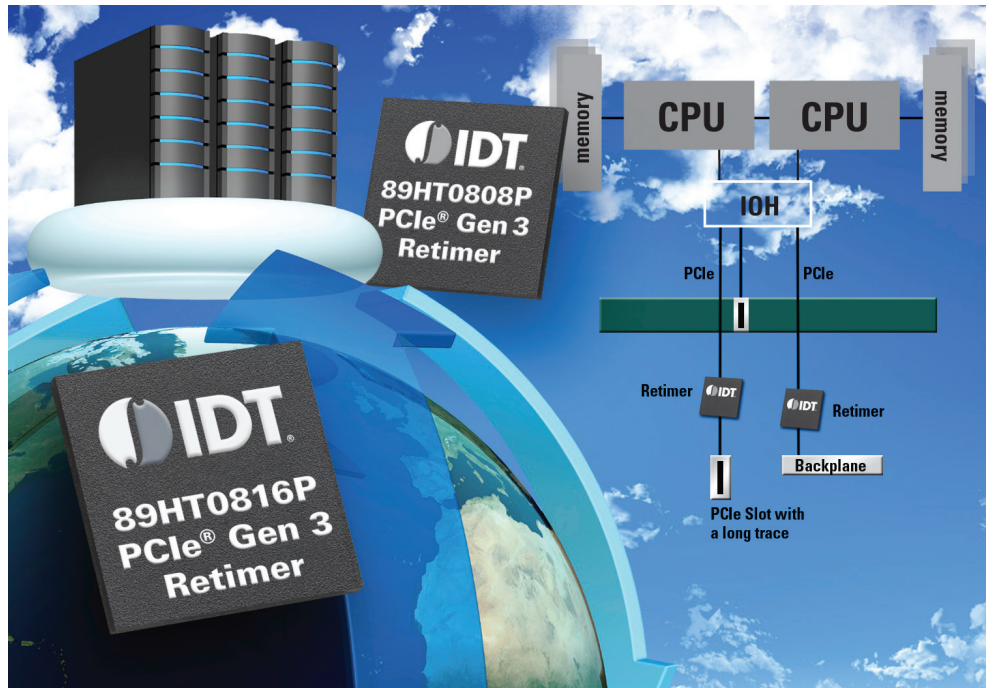 IDT®
89HT0808P
PCIe® Gen 3
Retimer
IDT®
89HT0816P
PCIe® Gen 3
Retimer
memory
CPU
CPU
memory
IOH
PCIe
PCIe
Retimer
IDT
IDT
Retimer
Backplane
PCIe Slot with
a long trace